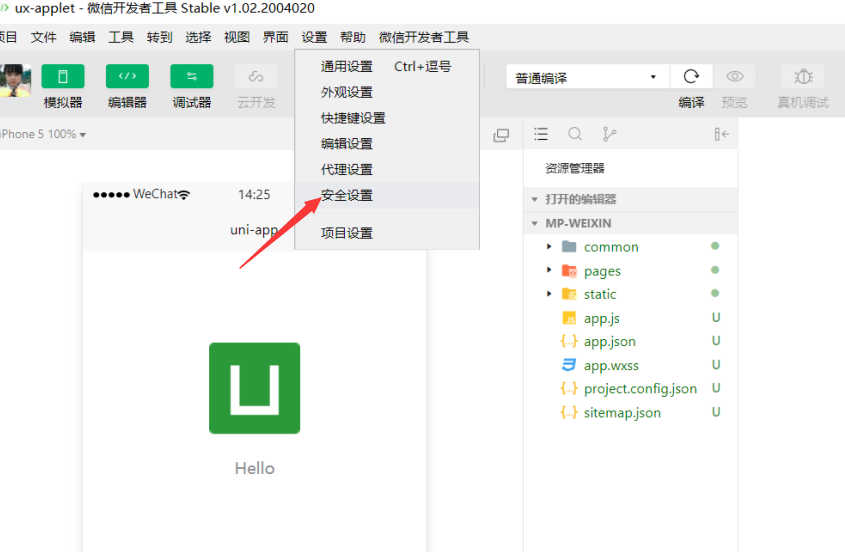 ux-applet - 微信开发者工具 Stable v1.02.2004020
项目 文件 编辑 工具 转到 选择 视图 界面 设置 帮助 微信开发者工具
模拟器 编辑器 调试器 云开发
通用设置 Ctrl+逗号
外观设置
快捷键设置
编辑设置
代理设置
安全设置
项目设置
普通编译
编译 预览 真机调试
iPhone 5 100%
WeChat 14:25
uni-app
Hello
资源管理器
打开的编辑器
MP-WEIXIN
common
pages
static
app.js U
app.json U
app.wxss U
project.config.json U
sitemap.json U